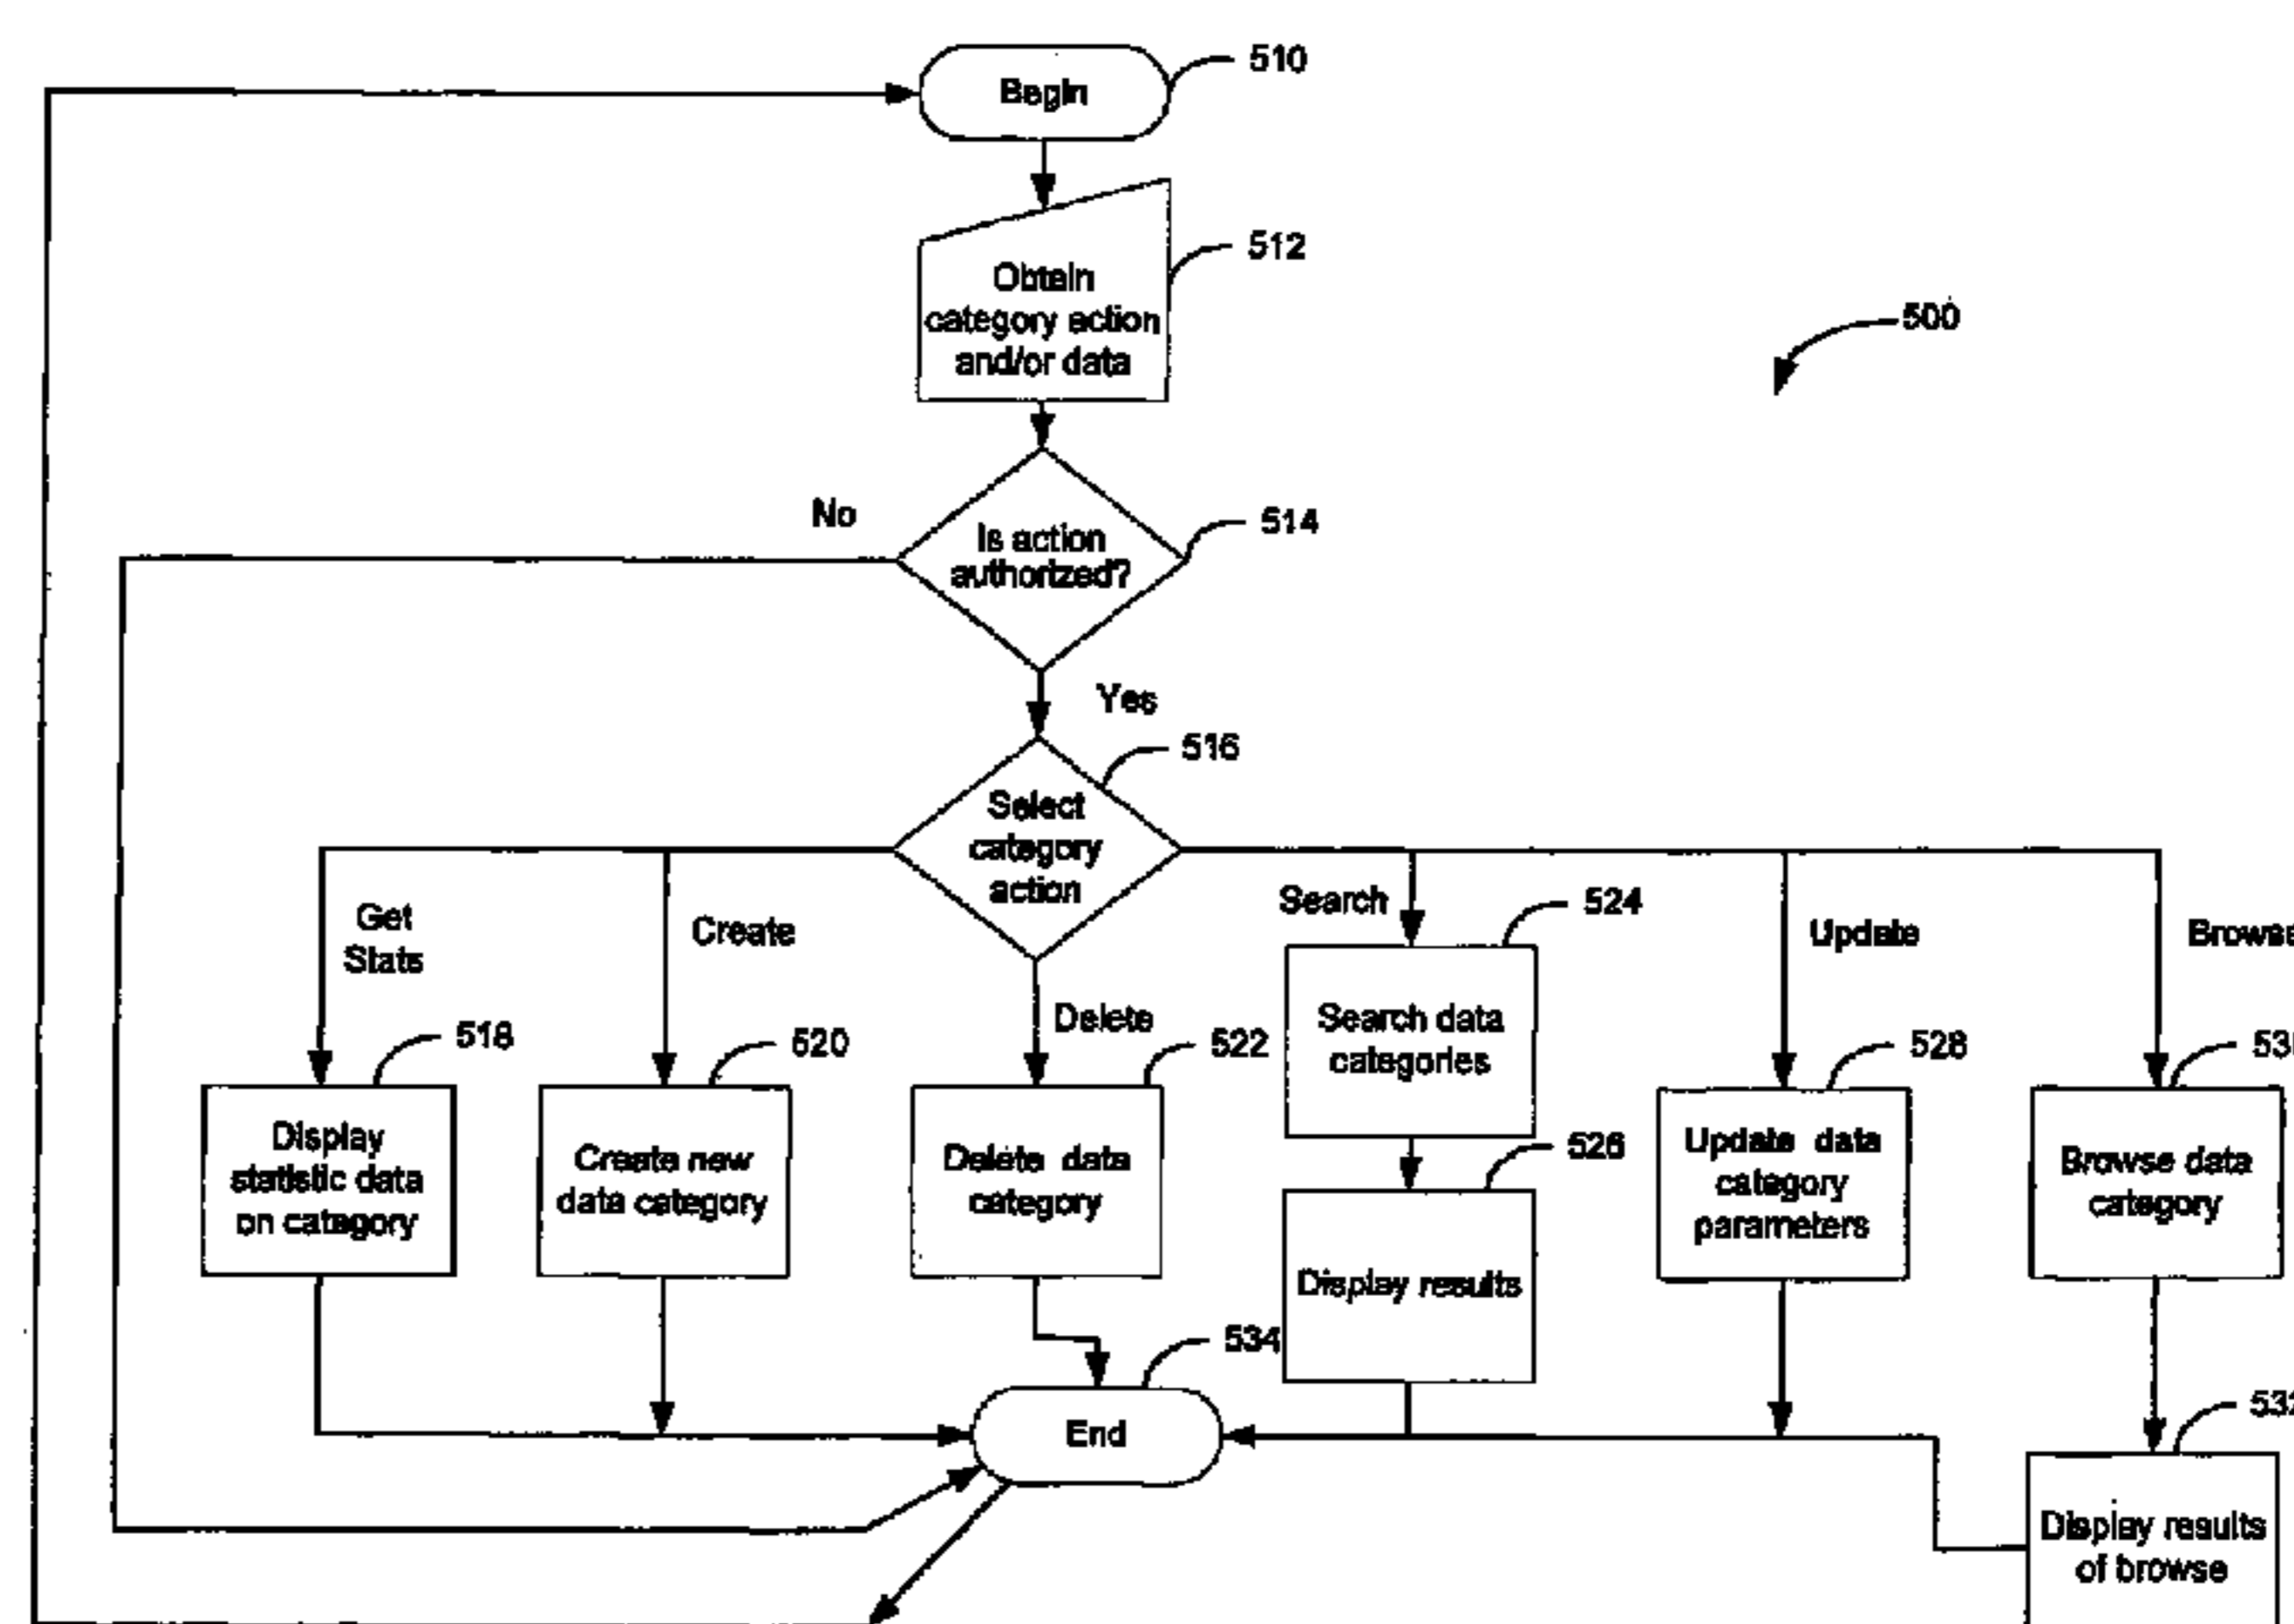 Begin
510
Obtain
category action
and/or data
512
500
Is action
authorized?
514
No
Yes
516
Select
category
action
Get
Stats
Create
Delete
Search
Update
Browse
518
520
522
524
528
Display
statistic data
on category
Create new
data category
Delete data
category
Search data
categories
526
Display results
Update data
category
parameters
Browse data
category
534
End
532
Display results
of browse